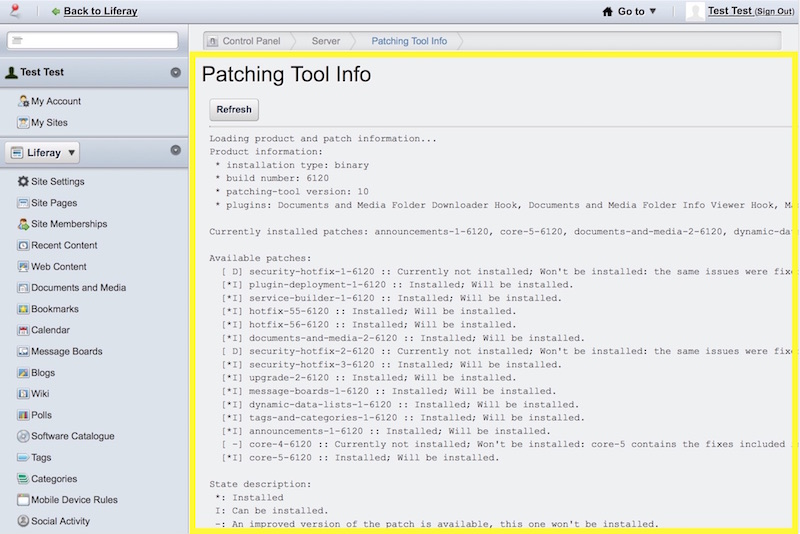 Back to Liferay
Go to
Test Test (Sign Out)
Control Panel
Server
Patching Tool Info
Test Test
My Account
My Sites
Liferay
Site Settings
Site Pages
Site Memberships
Recent Content
Web Content
Documents and Media
Bookmarks
Calendar
Message Boards
Blogs
Wiki
Polls
Software Catalogue
Tags
Categories
Mobile Device Rules
Social Activity
Patching Tool Info
Refresh
Loading product and patch information...
Product information:
* installation type: binary
* build number: 6120
* patching-tool version: 10
* plugins: Documents and Media Folder Downloader Hook, Documents and Media Folder Info Viewer Hook,
Currently installed patches: announcements-1-6120, core-5-6120, documents-and-media-2-6120,
Available patches:
[ D] security-hotfix-1-6120 :: Currently not installed; Won't be installed: the same issues were
[*I] plugin-deployment-1-6120 :: Installed; Will be installed.
[*I] service-builder-1-6120 :: Installed; Will be installed.
[*I] hotfix-55-6120 :: Installed; Will be installed.
[*I] hotfix-56-6120 :: Installed; Will be installed.
[*I] documents-and-media-2-6120 :: Installed; Will be installed.
[ D] security-hotfix-2-6120 :: Currently not installed; Won't be installed: the same issues were
[*I] security-hotfix-3-6120 :: Installed; Will be installed.
[*I] upgrade-2-6120 :: Installed; Will be installed.
[*I] message-boards-1-6120 :: Installed; Will be installed.
[*I] dynamic-data-lists-1-6120 :: Installed; Will be installed.
[*I] tags-and-categories-1-6120 :: Installed; Will be installed.
[*I] announcements-1-6120 :: Installed; Will be installed.
[ -] core-4-6120 :: Currently not installed; Won't be installed: core-5 contains the fixes included
[*I] core-5-6120 :: Installed; Will be installed.
State description:
*: Installed
I: Can be installed.
-: An improved version of the patch is available, this one won't be installed.